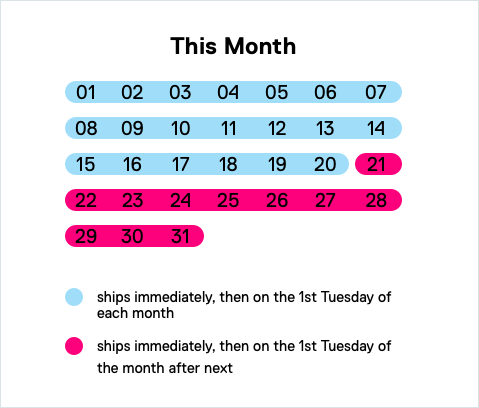 This Month
01 02 03 04 05 06 07
08 09 10 11 12 13 14
15 16 17 18 19 20 21
22 23 24 25 26 27 28
29 30 31
ships immediately, then on the 1st Tuesday of
each month
ships immediately, then on the 1st Tuesday of
the month after next